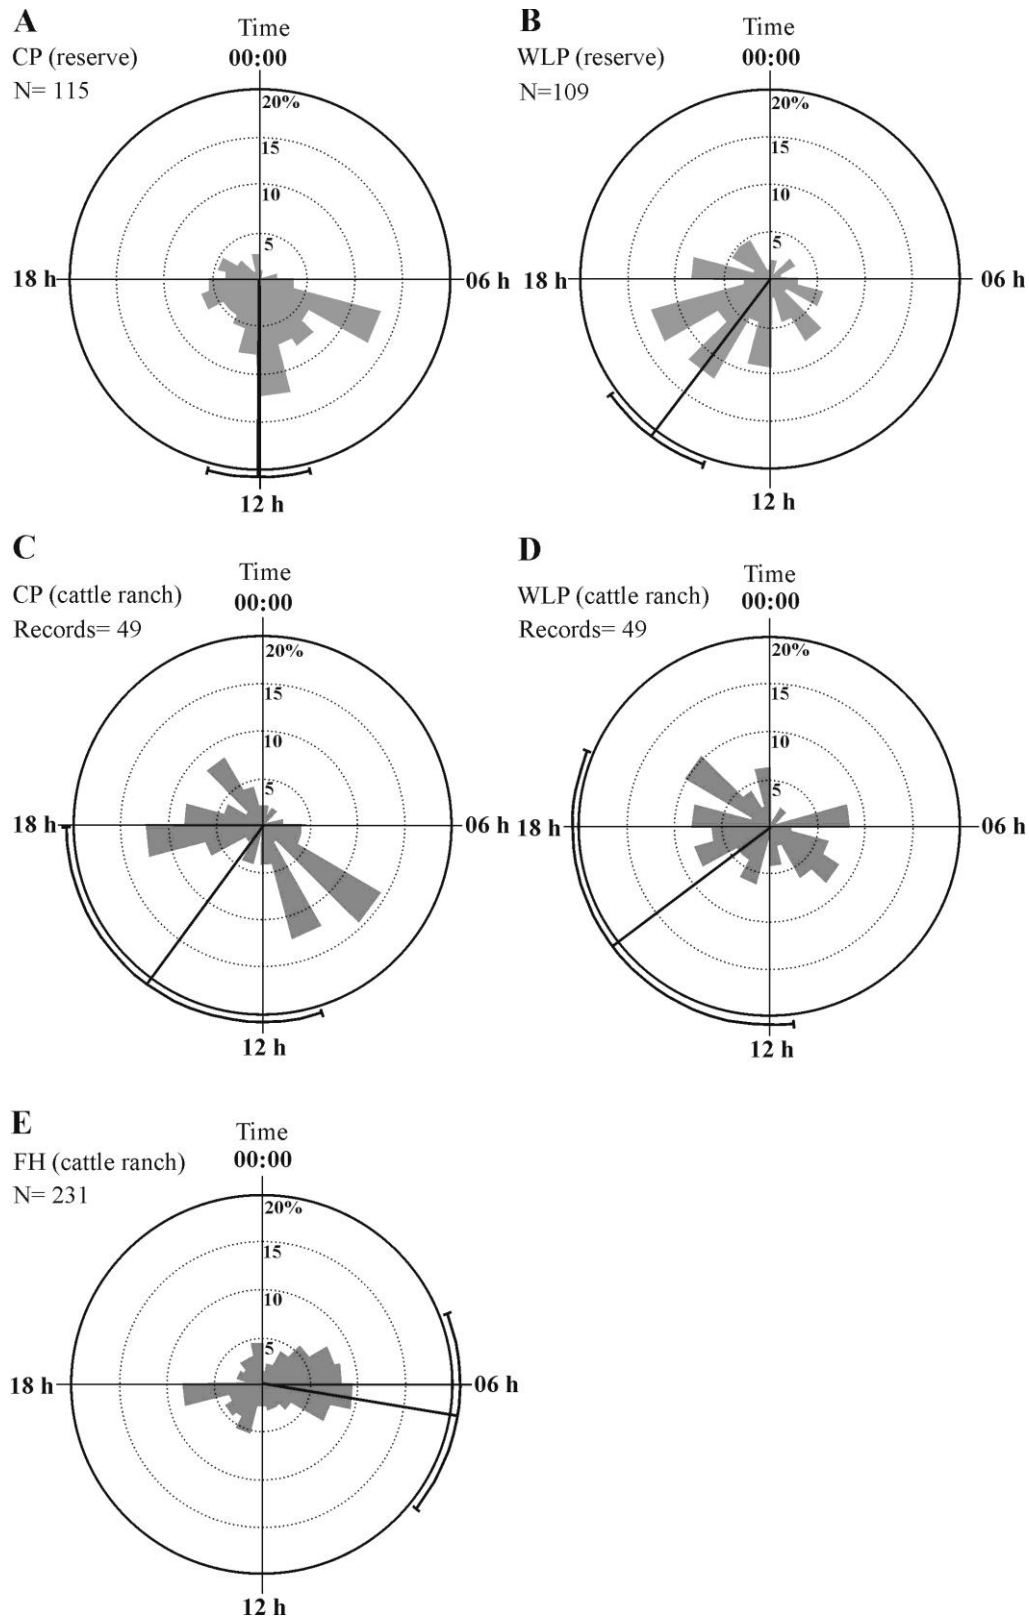 A
CP (reserve)
N= 115
Time
00:00
20%
15
10
5
18 h
06 h
12 h
B
WLP (reserve)
N=109
Time
00:00
20%
15
10
5
18 h
06 h
12 h
C
CP (cattle ranch)
Records= 49
Time
00:00
20%
15
10
5
18 h
06 h
12 h
D
WLP (cattle ranch)
Records= 49
Time
00:00
20%
15
10
5
18 h
06 h
12 h
E
FH (cattle ranch)
N= 231
Time
00:00
20%
15
10
5
18 h
06 h
12 h